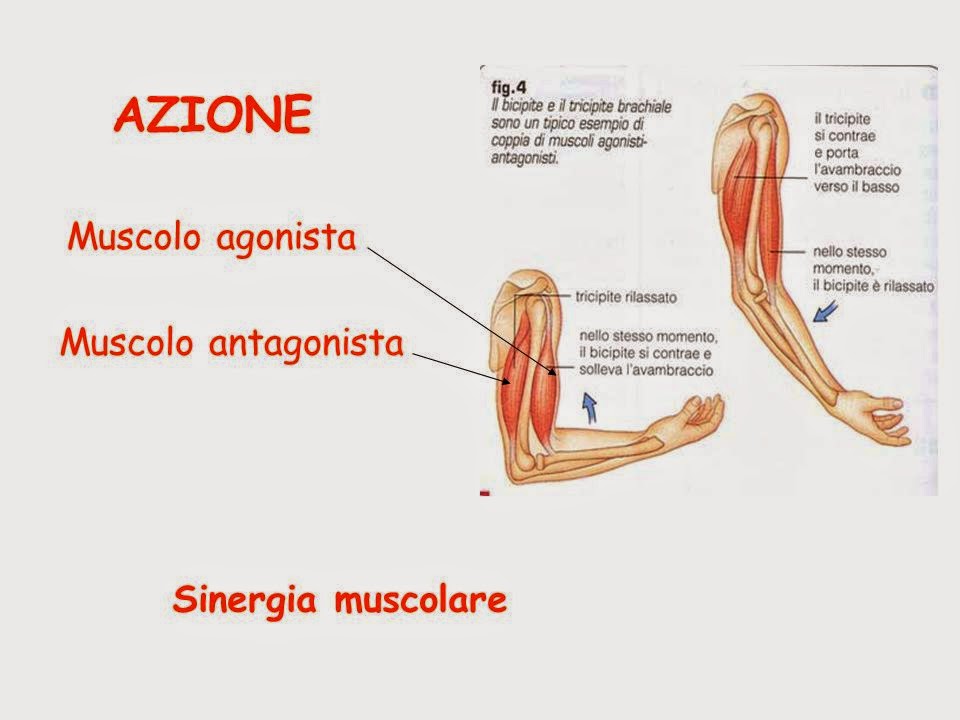 AZIONE
Muscolo agonista
Muscolo antagonista
fig.4
Il bicipite e il tricipite brachiale
sono un tipico esempio di
coppia di muscoli agonisti-
antagonisti.
il tricipite
si contrae
e porta
l'avambraccio
verso il basso
nello stesso
momento,
il bicipite è rilassato
tricipite rilassato
nello stesso momento,
il bicipite si contrae e
solleva l'avambraccio
Sinergia muscolare